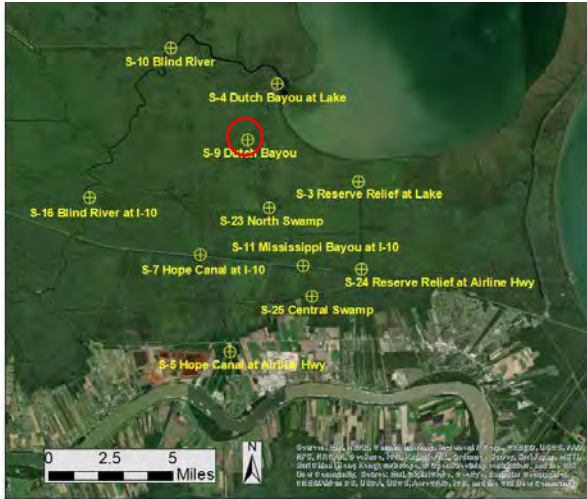 S-10 Blind River
S-4 Dutch Bayou at Lake
S-9 Dutch Bayou
S-3 Reserve Relief at Lake
S-16 Blind River at I-10
S-23 North Swamp
S-11 Mississippi Bayou at I-10
S-7 Hope Canal at I-10
S-24 Reserve Relief at Airline Hwy
S-25 Central Swamp
S-5 Hope Canal at Airline Hwy
0 2.5 5
Miles
N